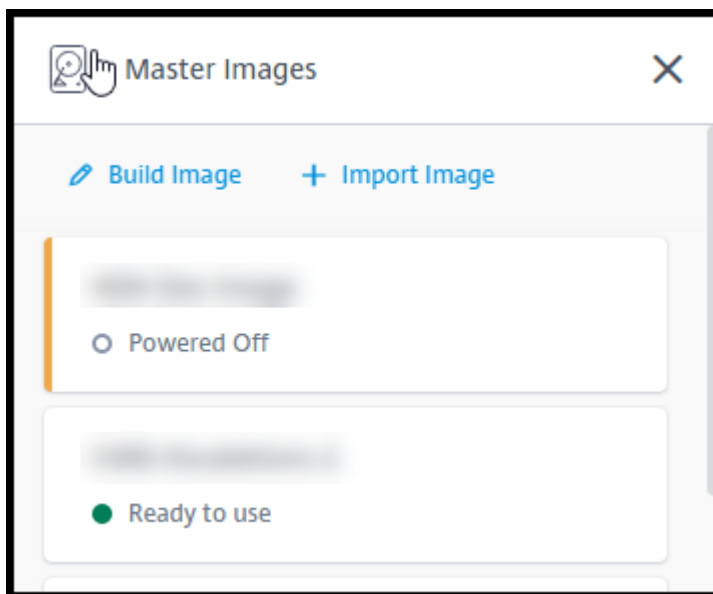 Master Images
Build Image
Import Image
Powered Off
Ready to use